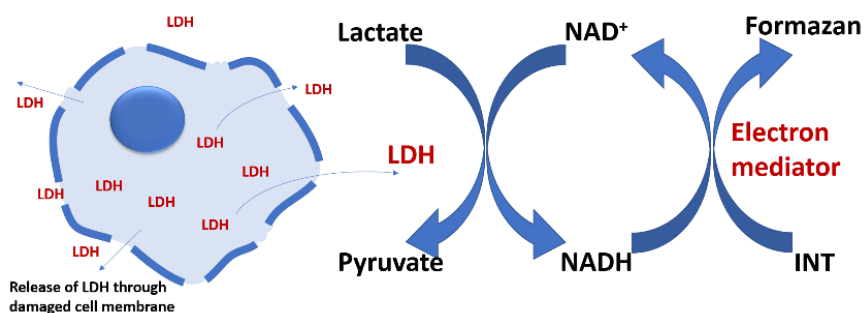 LDH
LDH
LDH
LDH
LDH
LDH
LDH
LDH
LDH
LDH
Release of LDH through
damaged cell membrane
Lactate
NAD⁺
Formazan
LDH
Electron
mediator
Pyruvate
NADH
INT